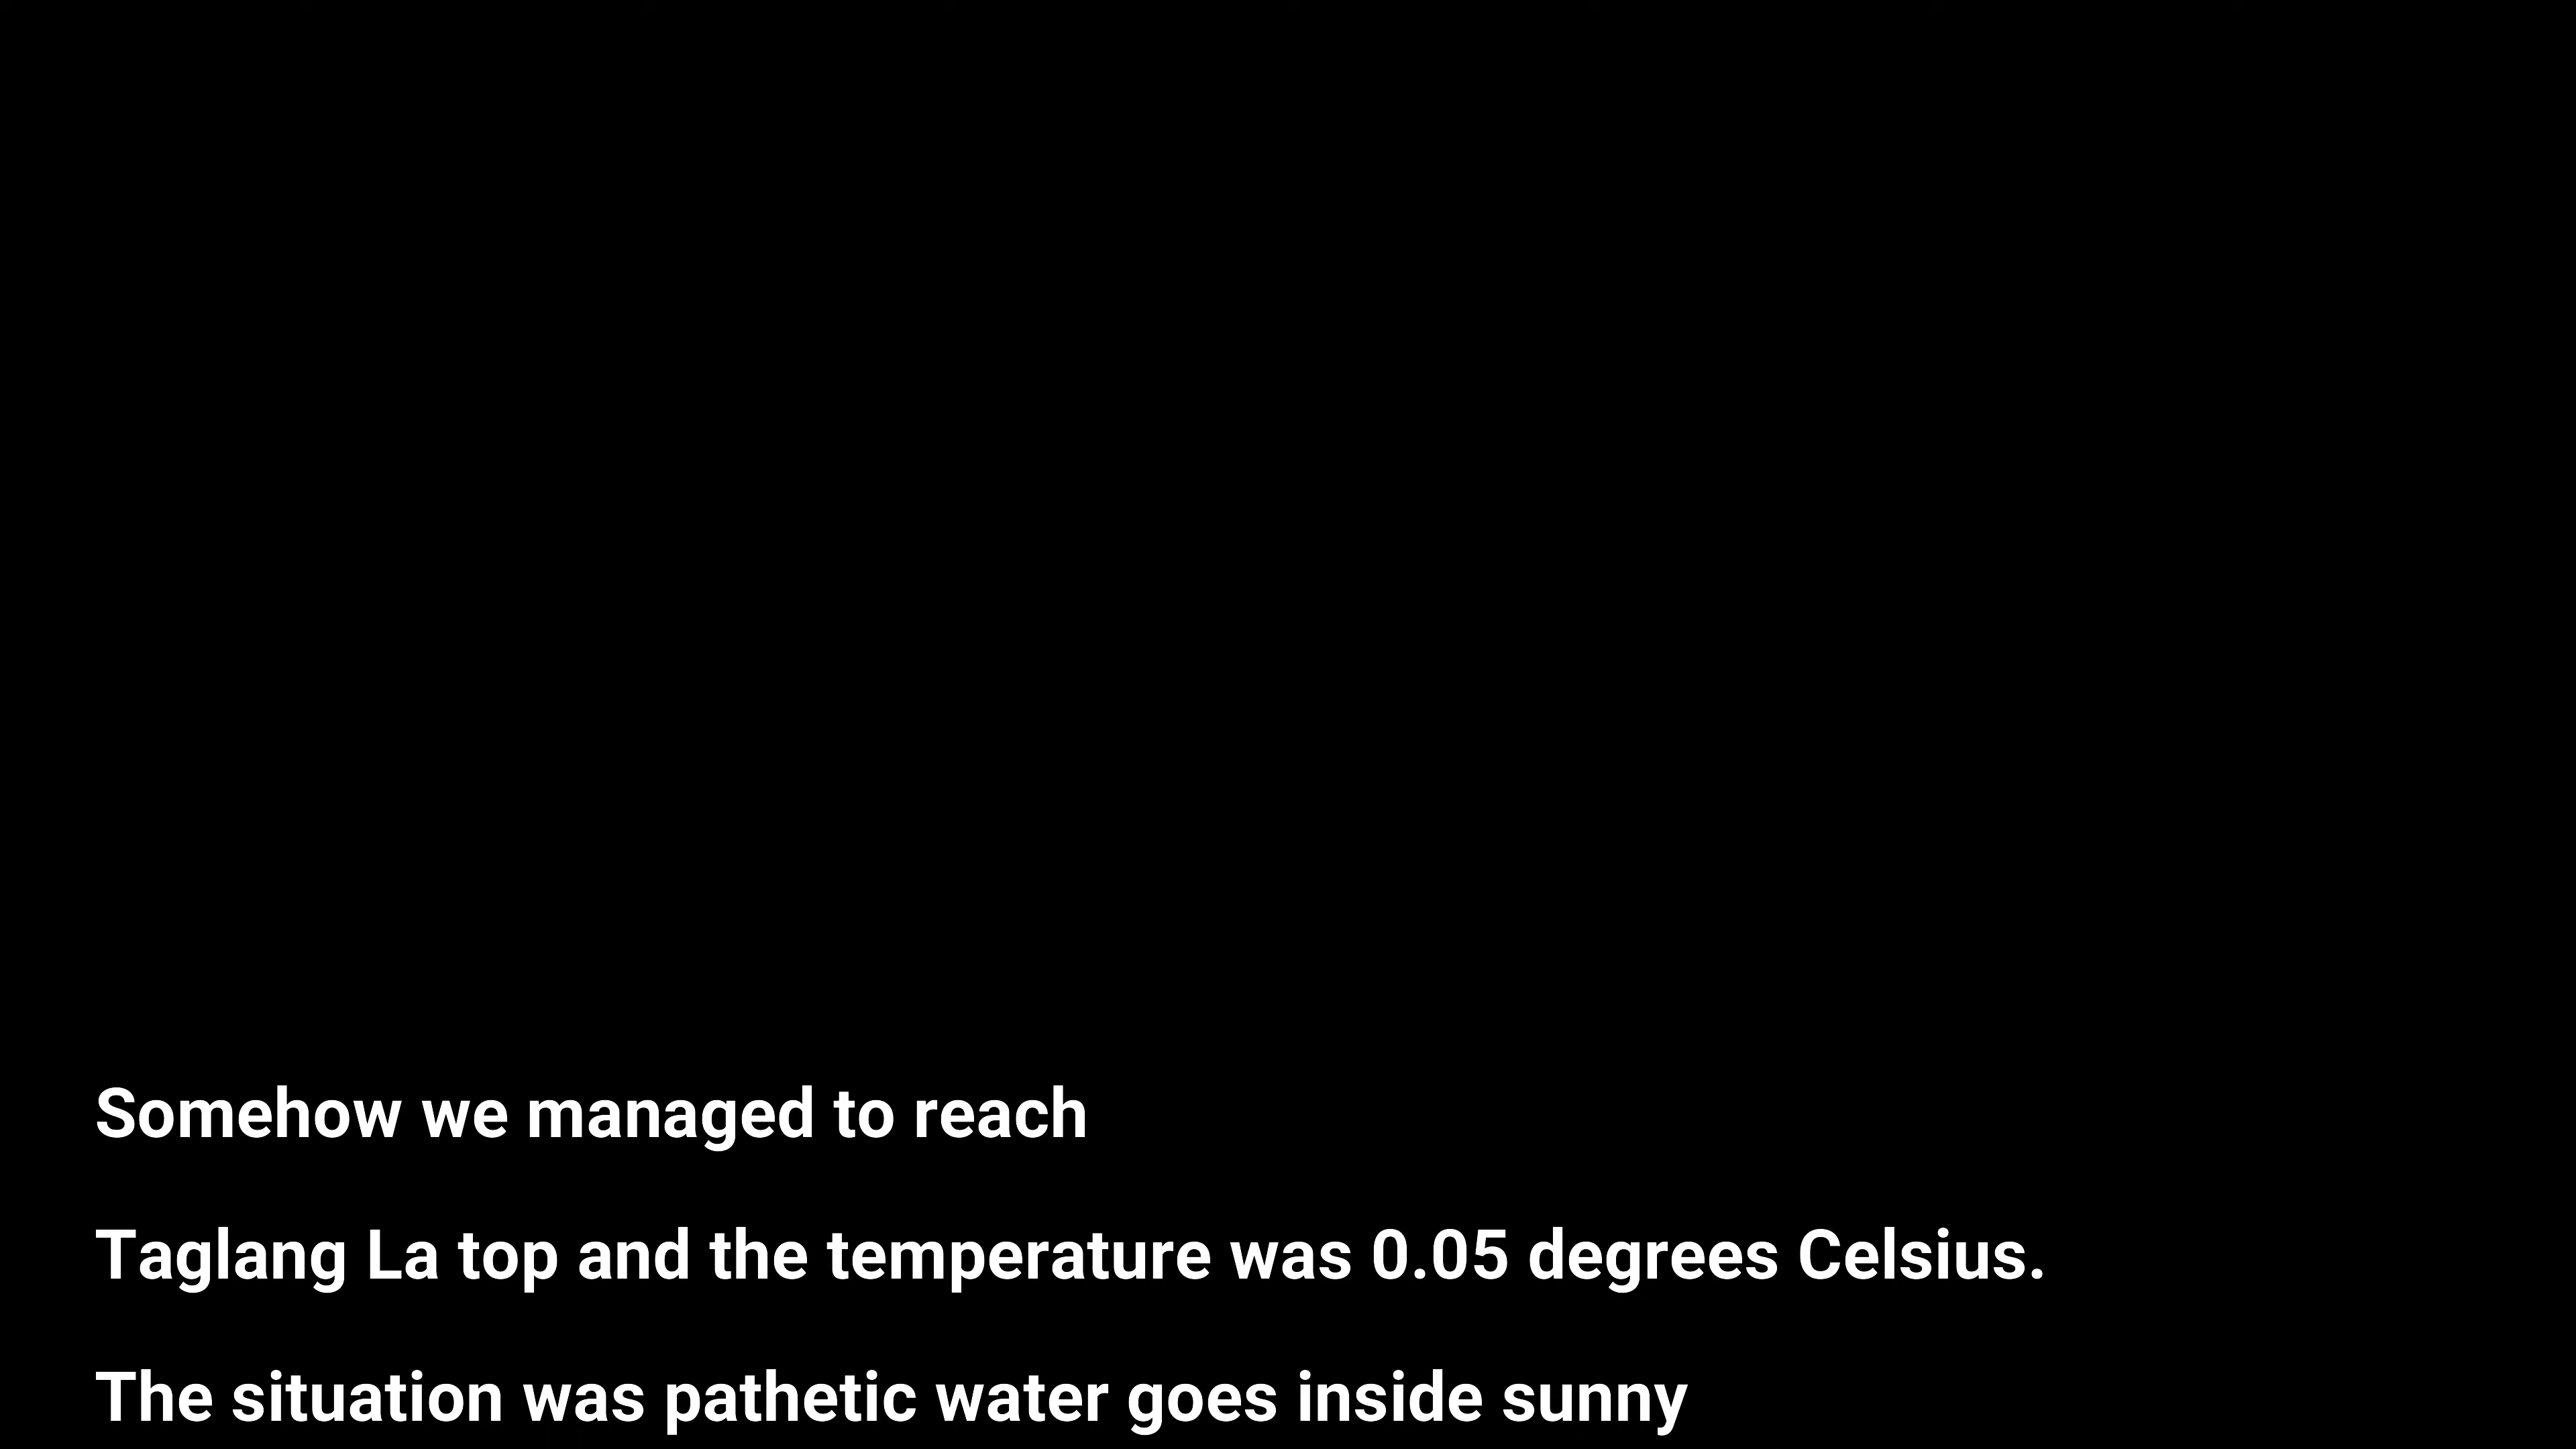 Somehow we managed to reach
Taglang La top and the temperature was 0.05 degrees Celsius.
The situation was pathetic water goes inside sunny